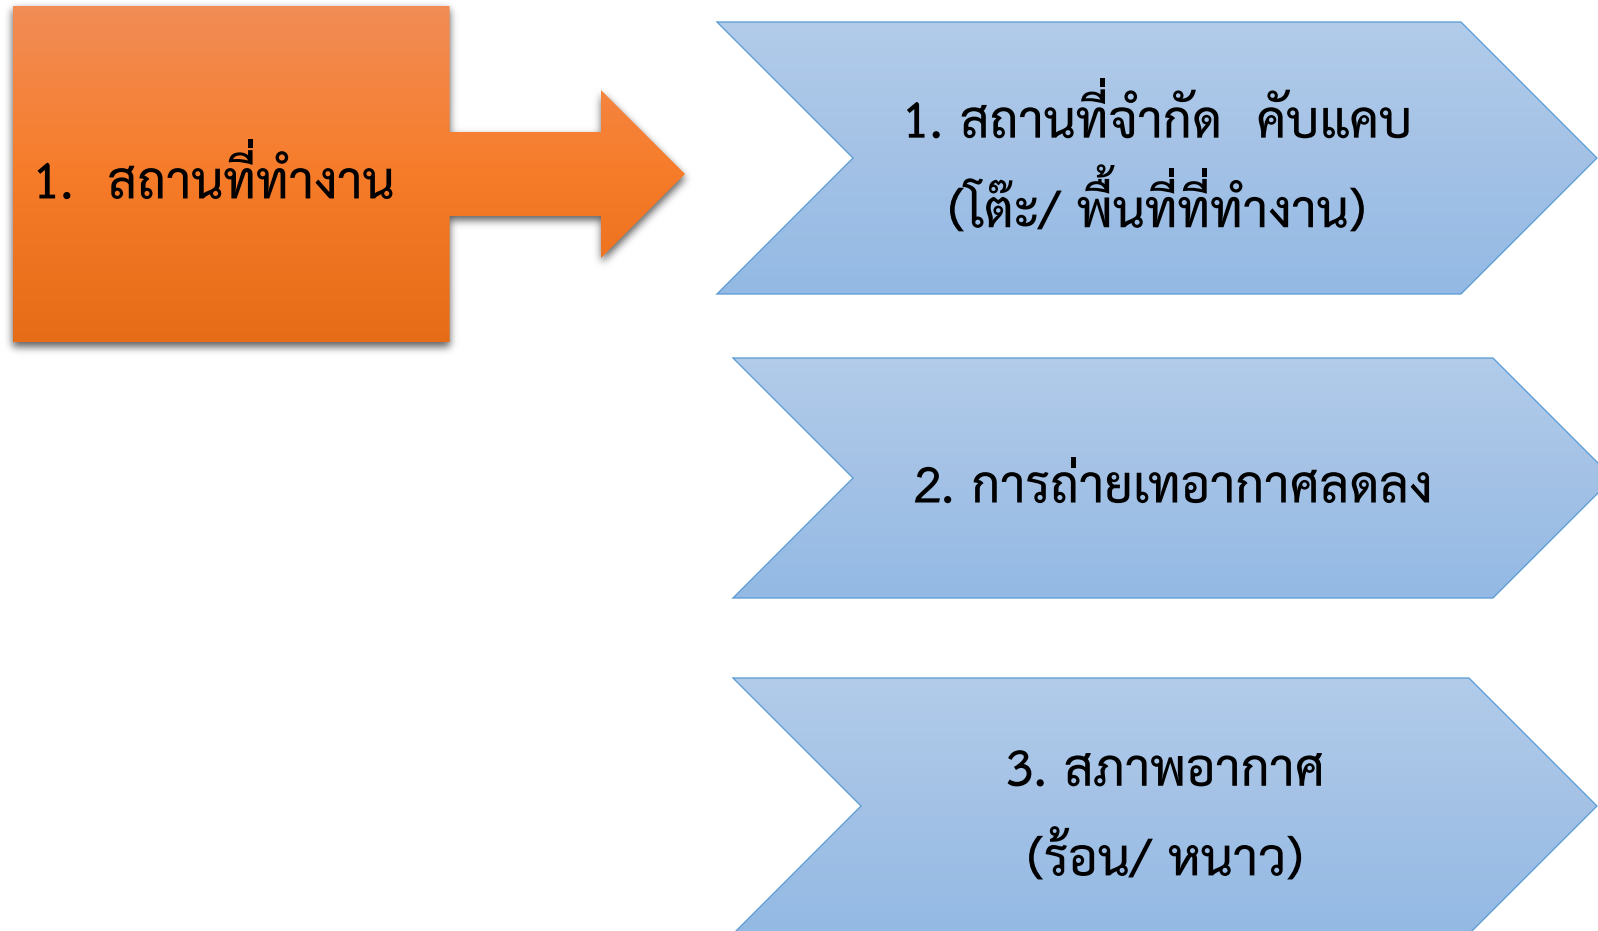 1. สถานที่ทำงาน
1. สถานที่จำกัด คับแคบ
(โต๊ะ/ พื้นที่ที่ทำงาน)
2. การถ่ายเทอากาศลดลง
3. สภาพอากาศ
(ร้อน/ หนาว)